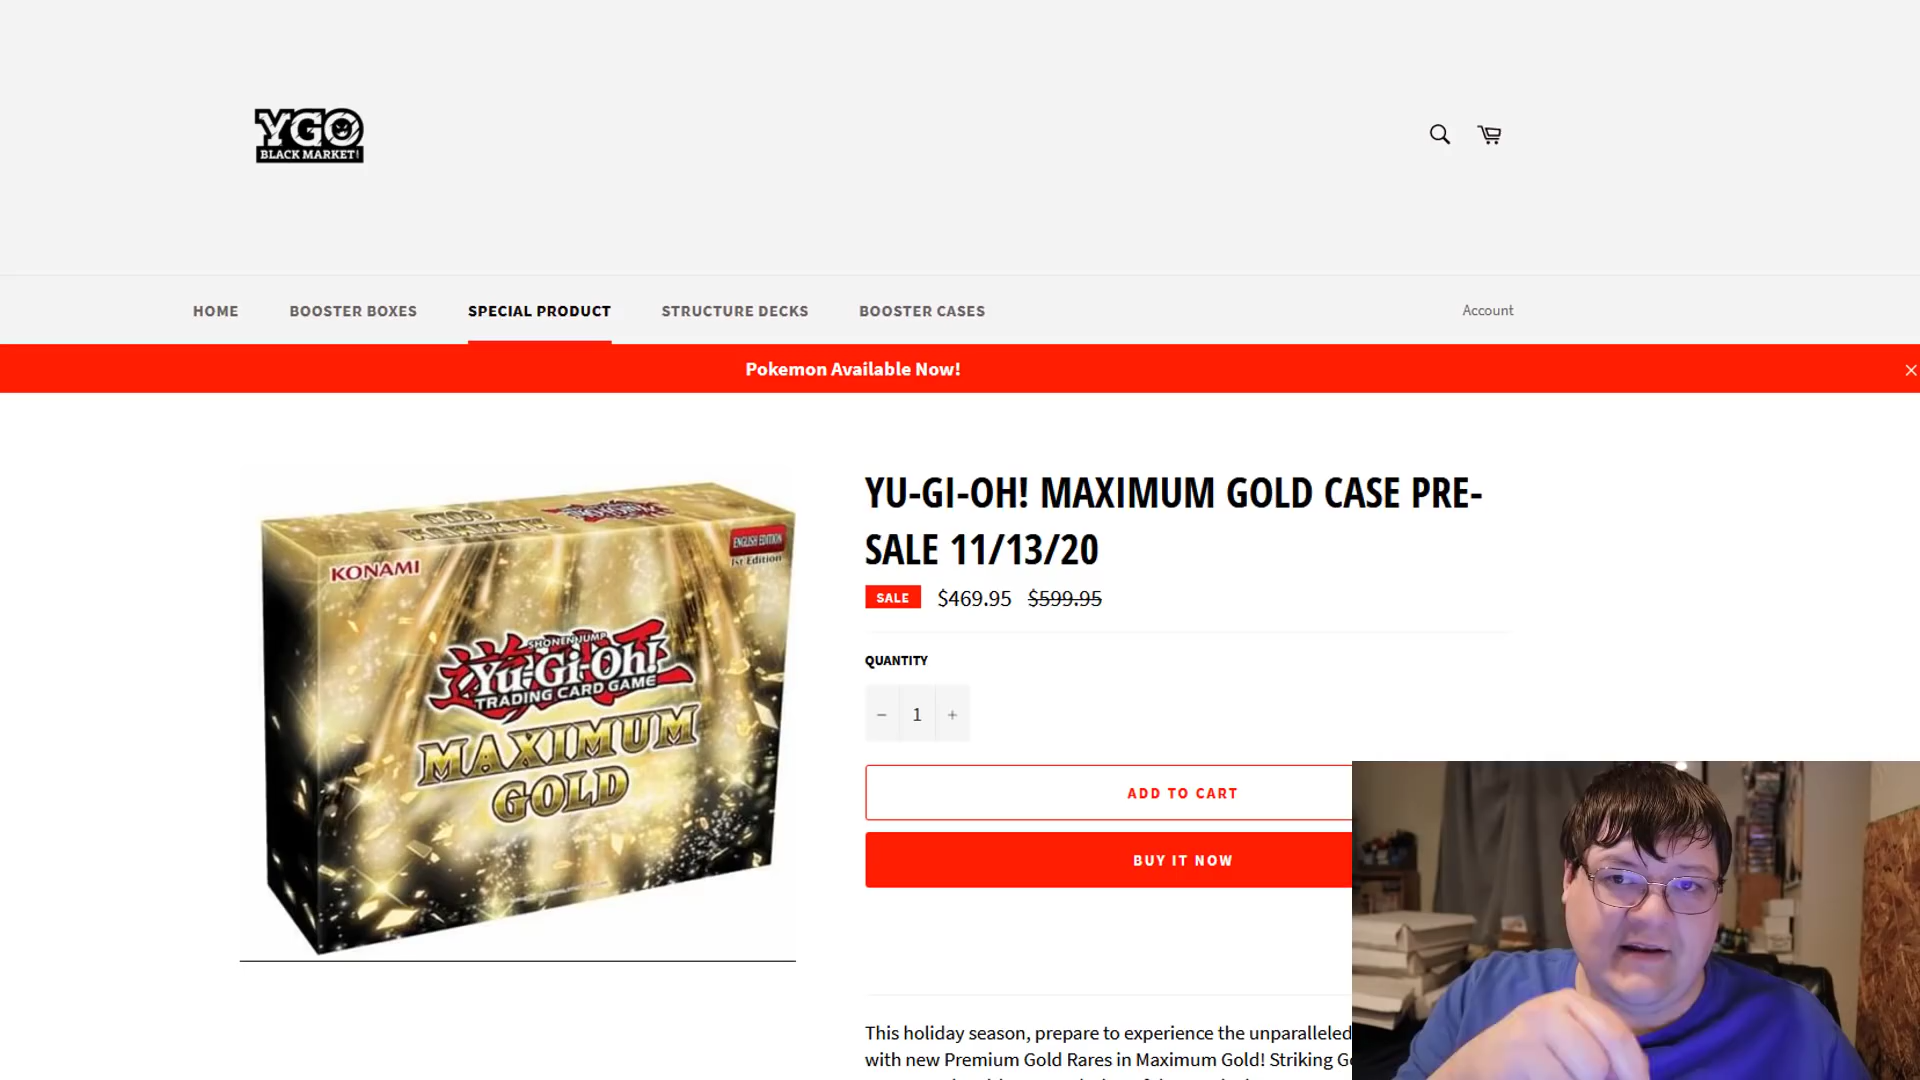 YGO
BLACK MARKET!
HOME
BOOSTER BOXES
SPECIAL PRODUCT
STRUCTURE DECKS
BOOSTER CASES
Account
Pokemon Available Now!
ENGLISH EDITION
1st Edition
KONAMI
SHONEN JUMP
Yu-Gi-Oh!
TRADING CARD GAME
MAXIMUM
GOLD
YU-GI-OH! MAXIMUM GOLD CASE PRE-
SALE 11/13/20
SALE $469.95 $599.95
QUANTITY
− 1 +
ADD TO CART
BUY IT NOW
This holiday season, prepare to experience the unparalleled
with new Premium Gold Rares in Maximum Gold! Striking